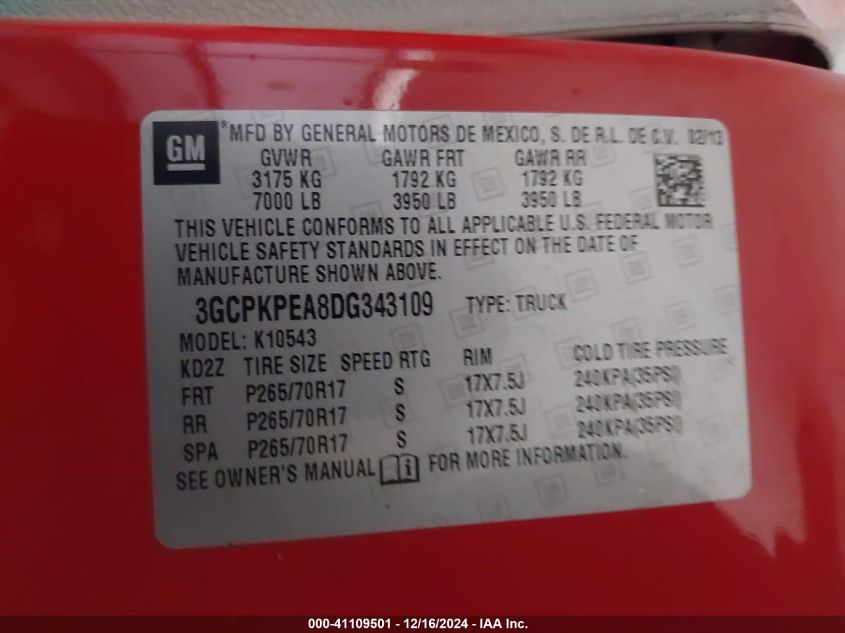 GM
®MFD BY GENERAL MOTORS DE MEXICO, S. DE R.L. DE C.V. 02/13
GVWR GAWR FRT GAWR RR
3175 KG 1792 KG 1792 KG
7000 LB 3950 LB 3950 LB
THIS VEHICLE CONFORMS TO ALL APPLICABLE U.S. FEDERAL MOTOR
VEHICLE SAFETY STANDARDS IN EFFECT ON THE DATE OF
MANUFACTURE SHOWN ABOVE.
3GCPKPEA8DG343109 TYPE: TRUCK
MODEL: K10543
KD2Z TIRE SIZE SPEED RTG RIM COLD TIRE PRESSURE
FRT P265/70R17 S 17X7.5J 240KPA(35PSI)
RR P265/70R17 S 17X7.5J 240KPA(35PSI)
SPA P265/70R17 S 17X7.5J 240KPA(35PSI)
SEE OWNER'S MANUAL i FOR MORE INFORMATION.
000-41109501 - 12/16/2024 - IAA Inc.